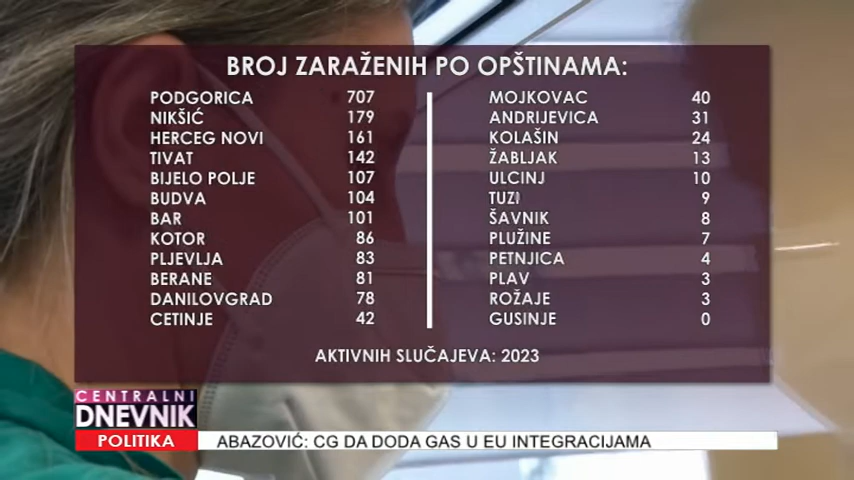 BROJ ZARAŽENIH PO OPŠTINAMA:
PODGORICA 707
NIKŠIĆ 179
HERCEG NOVI 161
TIVAT 142
BIJELO POLJE 107
BUDVA 104
BAR 101
KOTOR 86
PLJEVLJA 83
BERANE 81
DANILOVGRAD 78
CETINJE 42
MOJKOVAC 40
ANDRIJEVICA 31
KOLAŠIN 24
ŽABLJAK 13
ULCINJ 10
TUZI 9
ŠAVNIK 8
PLUŽINE 7
PETNJICA 4
PLAV 3
ROŽAJE 3
GUSINJE 0
AKTIVNIH SLUČAJEVA: 2023
CENTRALNI
DNEVNIK
POLITIKA
ABAZOVIĆ: CG DA DODA GAS U EU INTEGRACIJAMA